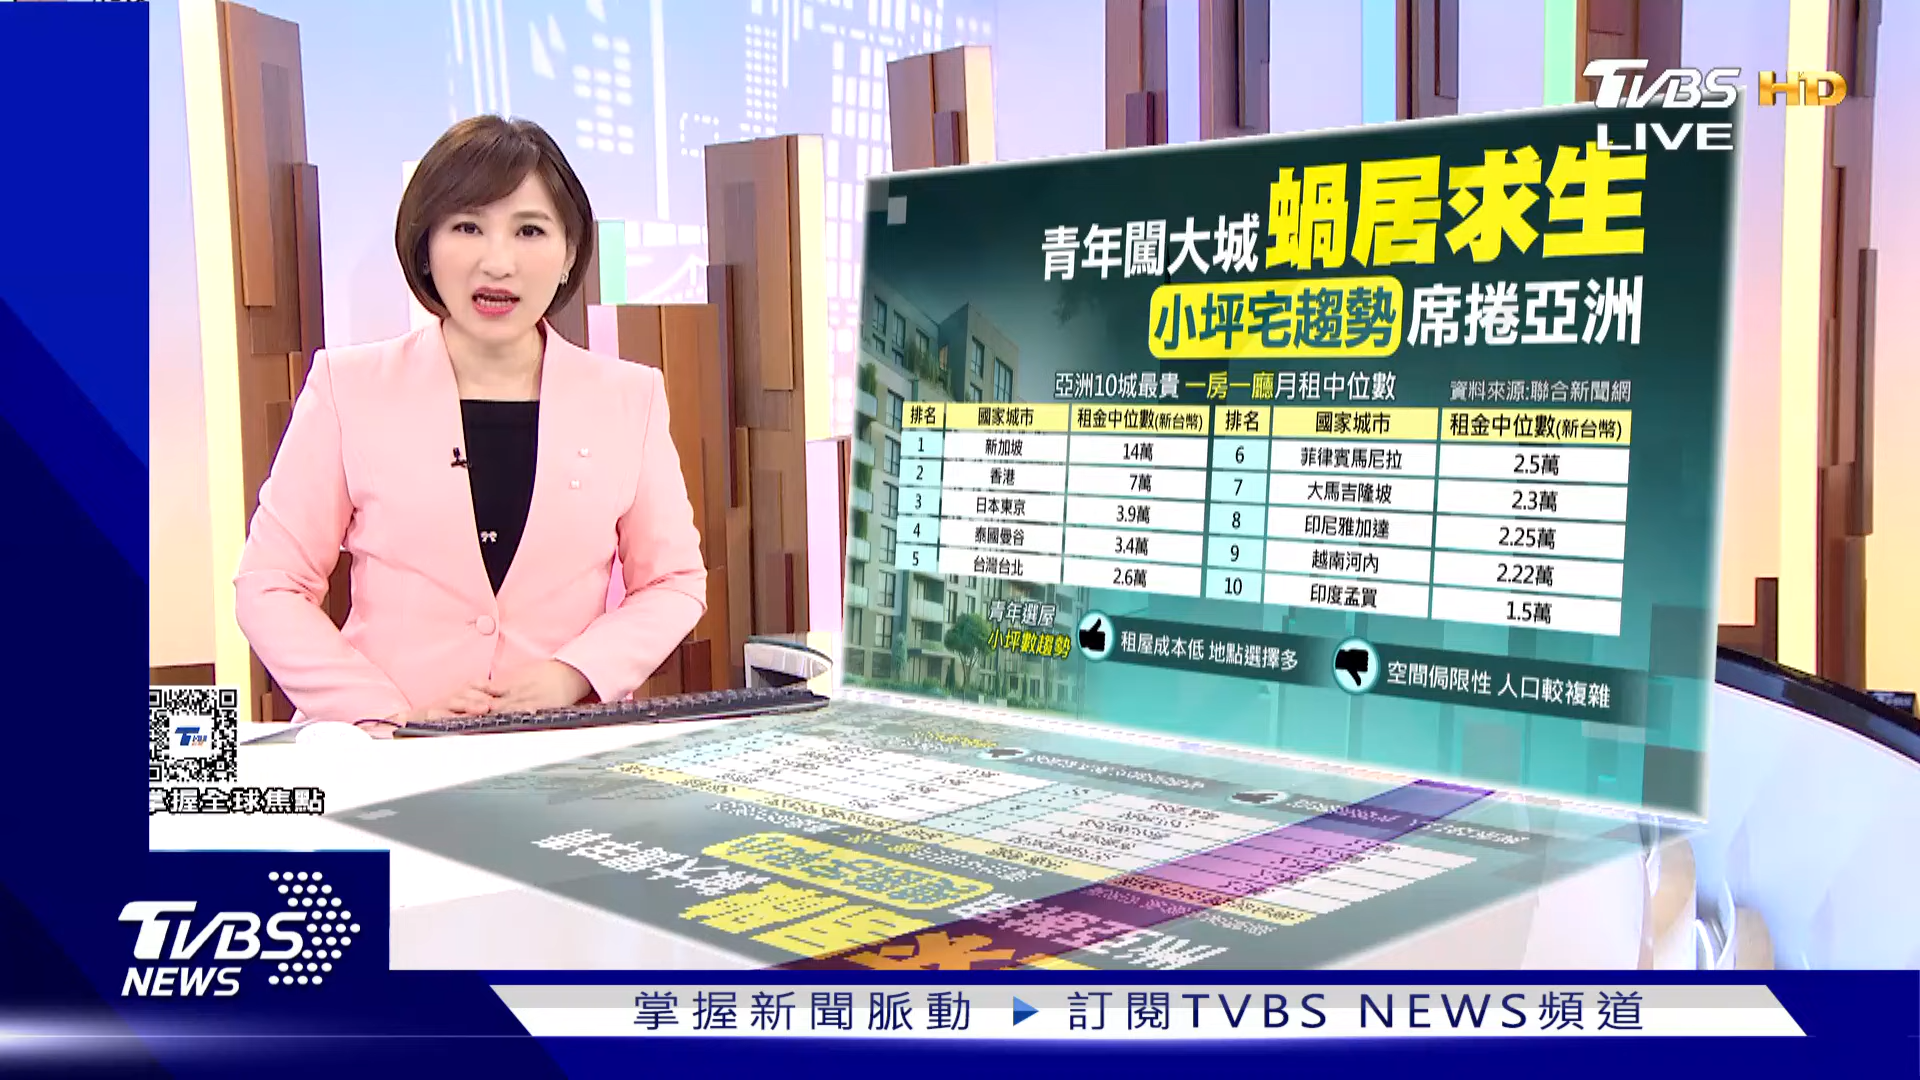 TVBS HD
LIVE
青年闖大城 蝸居求生
小坪宅趨勢 席捲亞洲
亞洲10城最貴 一房一廳月租中位數 資料來源:聯合新聞網
排名 國家城市 租金中位數(新台幣) 排名 國家城市 租金中位數(新台幣)
1 新加坡 14萬 6 菲律賓馬尼拉 2.5萬
2 香港 7萬 7 大馬吉隆坡 2.3萬
3 日本東京 3.9萬 8 印尼雅加達 2.25萬
4 泰國曼谷 3.4萬 9 越南河內 2.22萬
5 台灣台北 2.6萬 10 印度孟買 1.5萬
青年選屋
小坪數趨勢
租屋成本低 地點選擇多
空間侷限性 人口較複雜
掌握全球焦點
TVBS
NEWS
掌握新聞脈動 ▶ 訂閱TVBS NEWS頻道